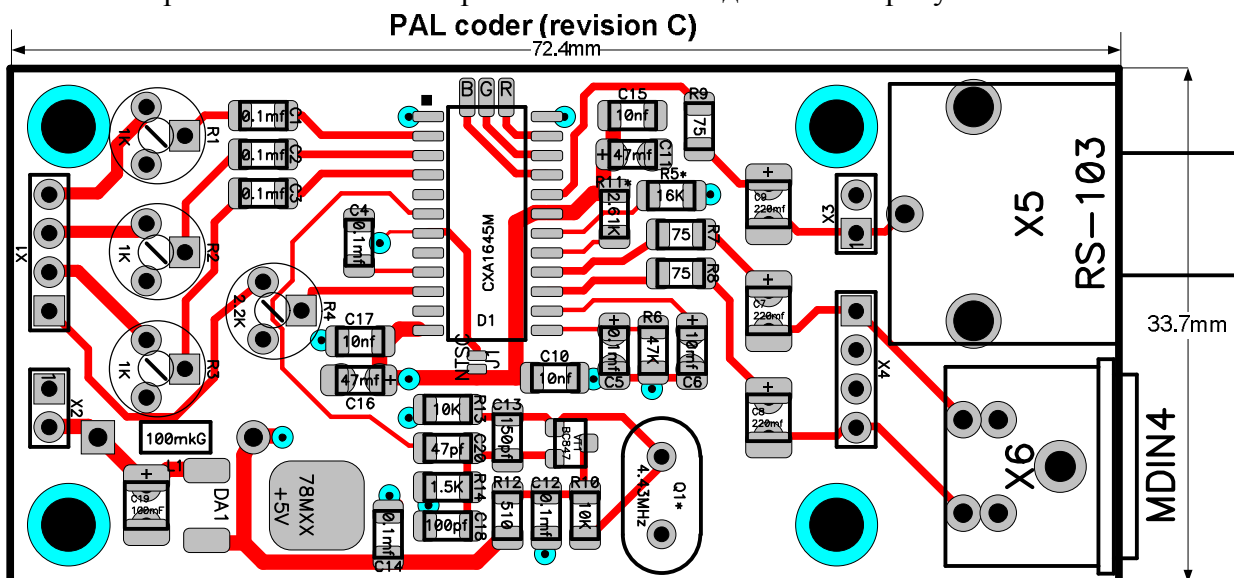 PAL coder (revision C)
72.4mm
33.7mm
B G R
C15
10nf
R9
75
1K
R1
0.1mf
C1
0.1mf
C2
0.1mf
C3
+
47mf
C11
R5*
16K
R11*
2.61K
+
C9
220mf
X3
1
X5
RS-103
X1
1K
R2
C4
0.1mf
CXA1645M
D1
75
R7
75
R8
2.2K
R4
+
C7
220mf
X4
C17
10nf
NTSC
J1
R6
0.1mf
C5
47K
+
10mf
C6
1K
R3
47mf
+
C16
C10
10nf
1
X2
100mkG
L1
10K
R13
C13
150pf
VT1
BC847
+
C8
220mf
47pf
C20
Q1*
4.43MHz
X6
MDIN4
+
C19
100mF
DA1
78MXX
+5V
1.5K
R14
R12
510
C12
0.1mf
R10
10K
100pf
C18
0.1mf
C14